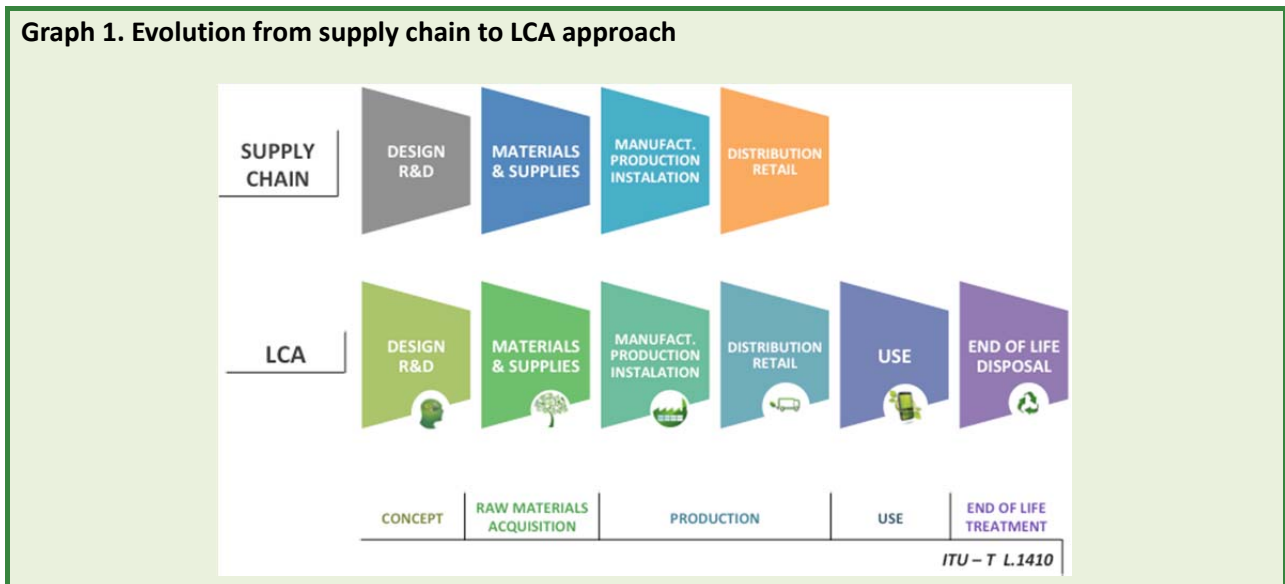 Graph 1. Evolution from supply chain to LCA approach
SUPPLY
CHAIN
DESIGN
R&D
MATERIALS
& SUPPLIES
MANUFACT.
PRODUCTION
INSTALATION
DISTRIBUTION
RETAIL
LCA
DESIGN
R&D
MATERIALS
& SUPPLIES
MANUFACT.
PRODUCTION
INSTALATION
DISTRIBUTION
RETAIL
USE
END OF LIFE
DISPOSAL
CONCEPT
RAW MATERIALS
ACQUISITION
PRODUCTION
USE
END OF LIFE
TREATMENT
ITU – T L.1410